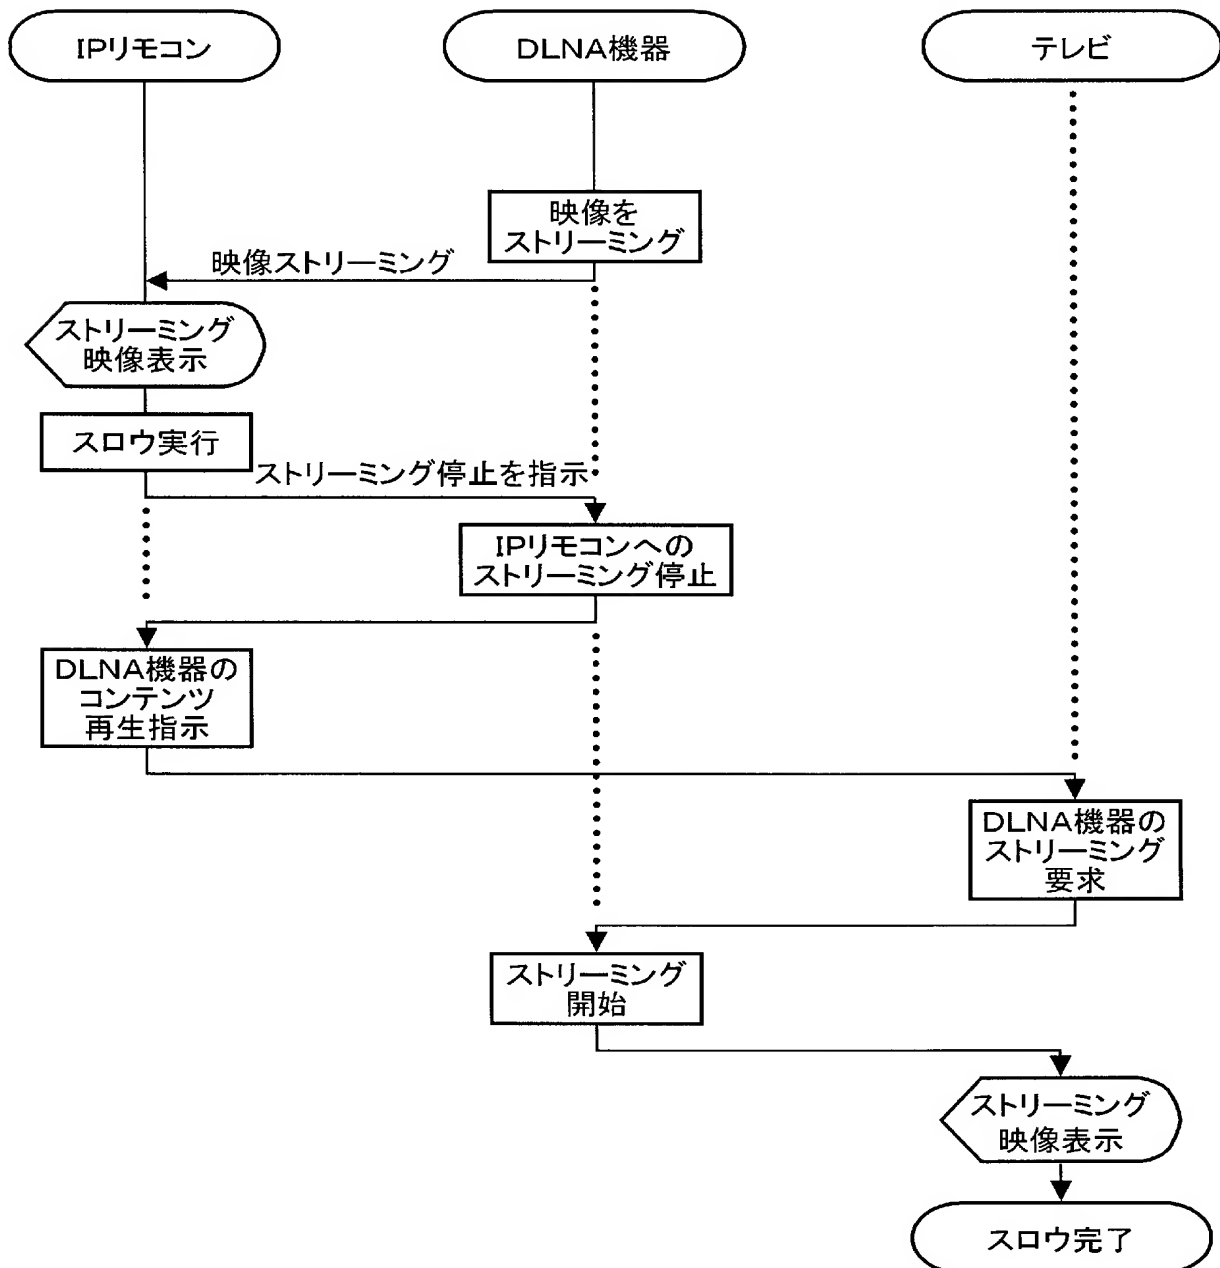 IPリモコン
DLNA機器
テレビ
映像を
ストリーミング
映像ストリーミング
ストリーミング
映像表示
スロウ実行
ストリーミング停止を指示
IPリモコンへの
ストリーミング停止
DLNA機器の
コンテンツ
再生指示
DLNA機器の
ストリーミング
要求
ストリーミング
開始
ストリーミング
映像表示
スロウ完了